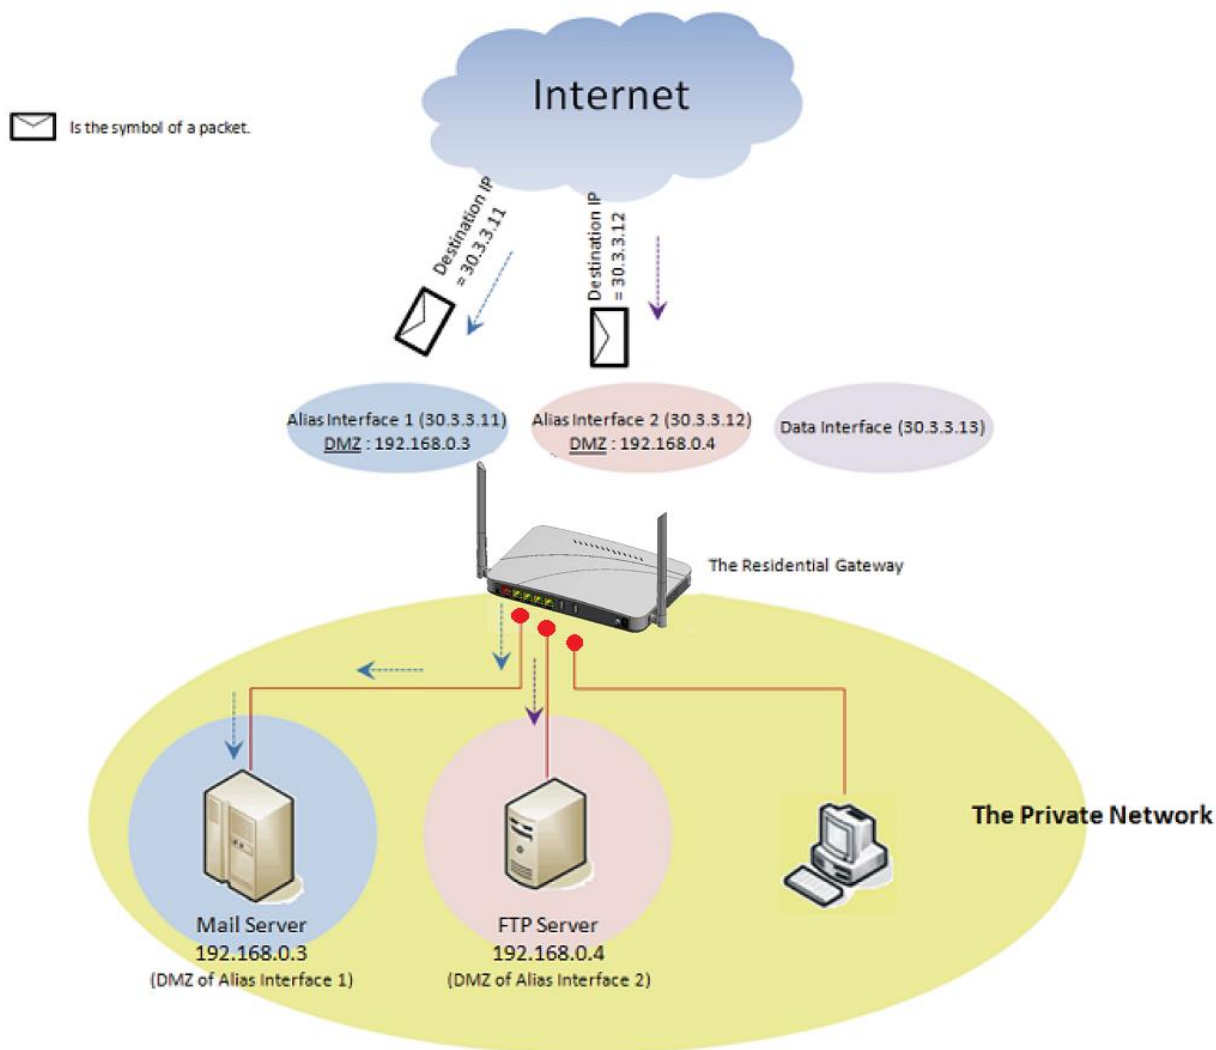 Internet
Is the symbol of a packet.
Destination IP
= 30.3.3.11
Destination IP
= 30.3.3.12
Alias Interface 1 (30.3.3.11)
DMZ : 192.168.0.3
Alias Interface 2 (30.3.3.12)
DMZ : 192.168.0.4
Data Interface (30.3.3.13)
The Residential Gateway
The Private Network
Mail Server
192.168.0.3
(DMZ of Alias Interface 1)
FTP Server
192.168.0.4
(DMZ of Alias Interface 2)